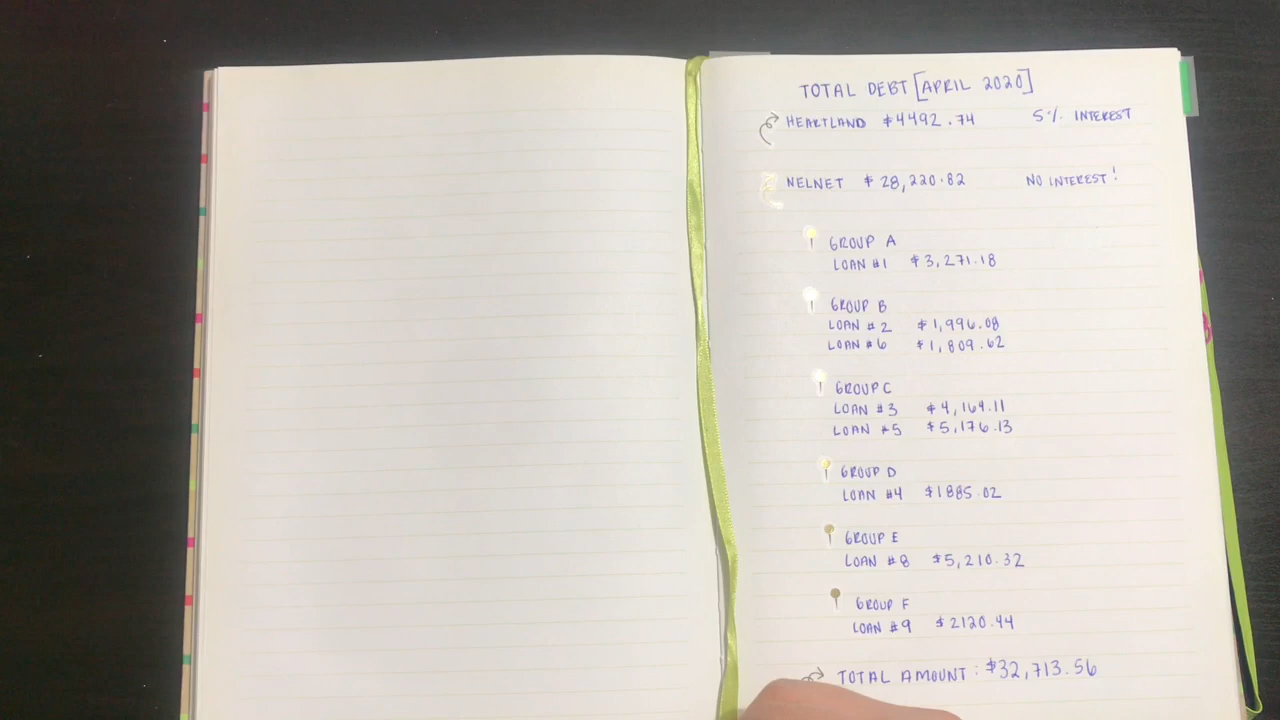 TOTAL DEBT [APRIL 2020]
HEARTLAND $4492.74 5% INTEREST
NELNET $28,220.82 NO INTEREST!
GROUP A
LOAN #1 $3,271.18
GROUP B
LOAN #2 $1,996.08
LOAN #6 $1,809.62
GROUP C
LOAN #3 $4,169.11
LOAN #5 $5,176.13
GROUP D
LOAN #4 $1885.02
GROUP E
LOAN #8 $5,210.32
GROUP F
LOAN #9 $2120.44
TOTAL AMOUNT: $32,713.56